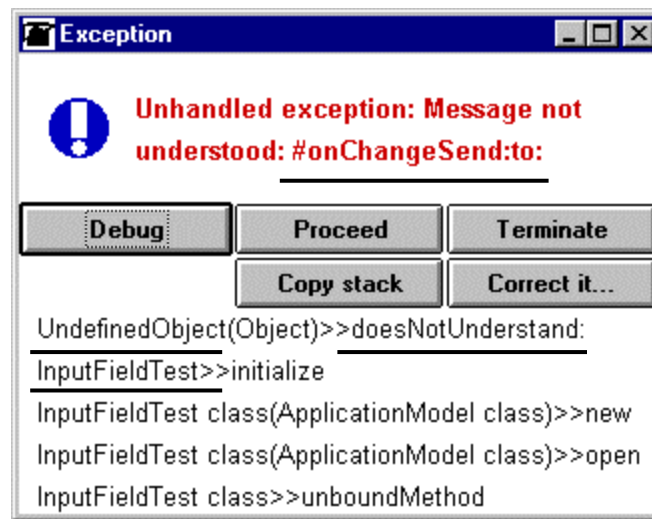 Exception
Unhandled exception: Message not
understood: #onChangeSend:to:
Debug Proceed Terminate
Copy stack Correct it...
UndefinedObject(Object)>>doesNotUnderstand:
InputFieldTest>>initialize
InputFieldTest class(ApplicationModel class)>>new
InputFieldTest class(ApplicationModel class)>>open
InputFieldTest class>>unboundMethod